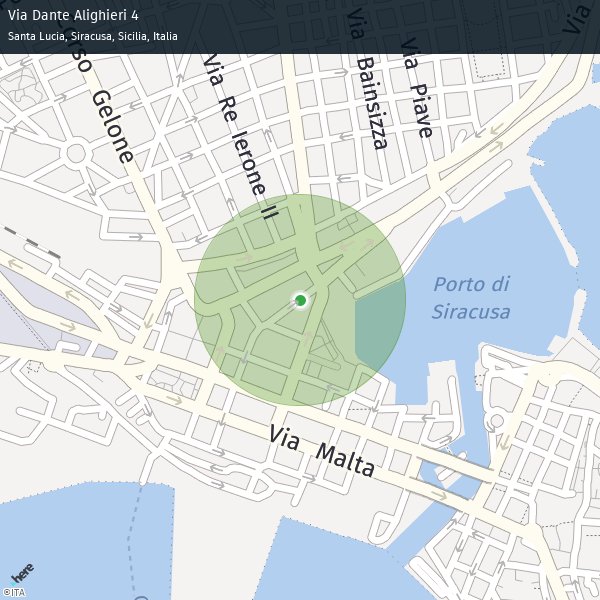 Via Dante Alighieri 4
Santa Lucia, Siracusa, Sicilia, Italia
Corso Gelone
Via Re Ierone II
Via Bainsizza
Via Piave
Via
Porto di
Siracusa
Via Malta
here
©ITA